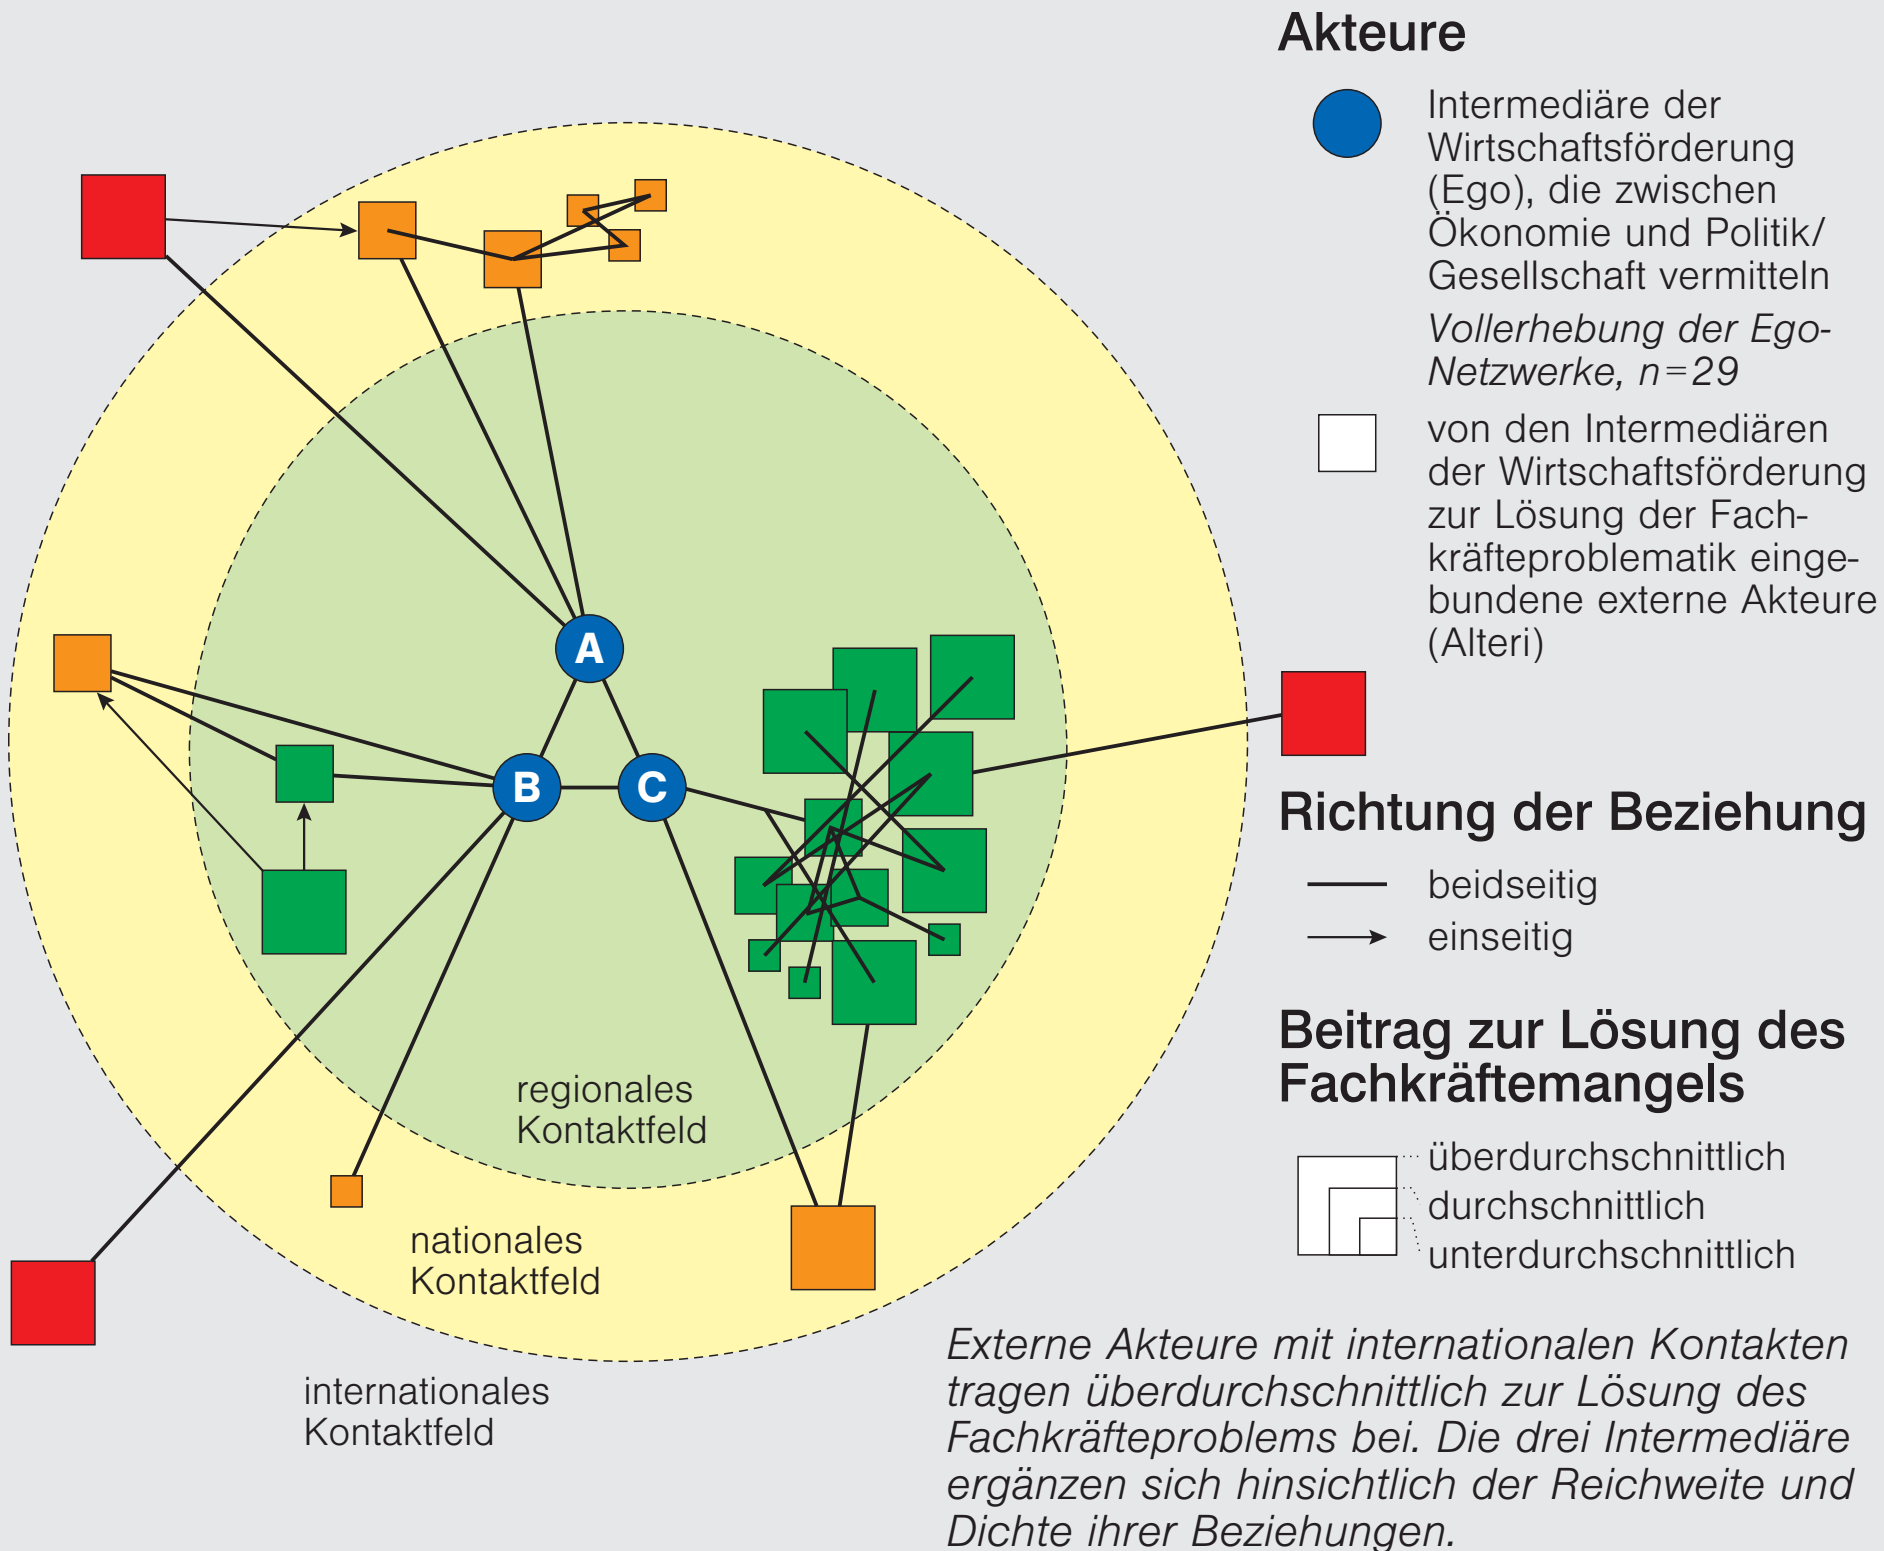 Akteure
Intermediäre der
Wirtschaftsförderung
(Ego), die zwischen
Ökonomie und Politik/
Gesellschaft vermitteln
Vollerhebung der Ego-
Netzwerke, n=29
von den Intermediären
der Wirtschaftsförderung
zur Lösung der Fach-
kräfteproblematik einge-
bundene externe Akteure
(Alteri)
A
B
C
Richtung der Beziehung
beidseitig
einseitig
Beitrag zur Lösung des
Fachkräftemangels
überdurchschnittlich
durchschnittlich
unterdurchschnittlich
regionales
Kontaktfeld
nationales
Kontaktfeld
internationales
Kontaktfeld
Externe Akteure mit internationalen Kontakten
tragen überdurchschnittlich zur Lösung des
Fachkräfteproblems bei. Die drei Intermediäre
ergänzen sich hinsichtlich der Reichweite und
Dichte ihrer Beziehungen.